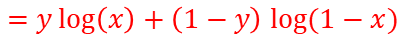 = y log(x) + (1 − y) log(1 − x)